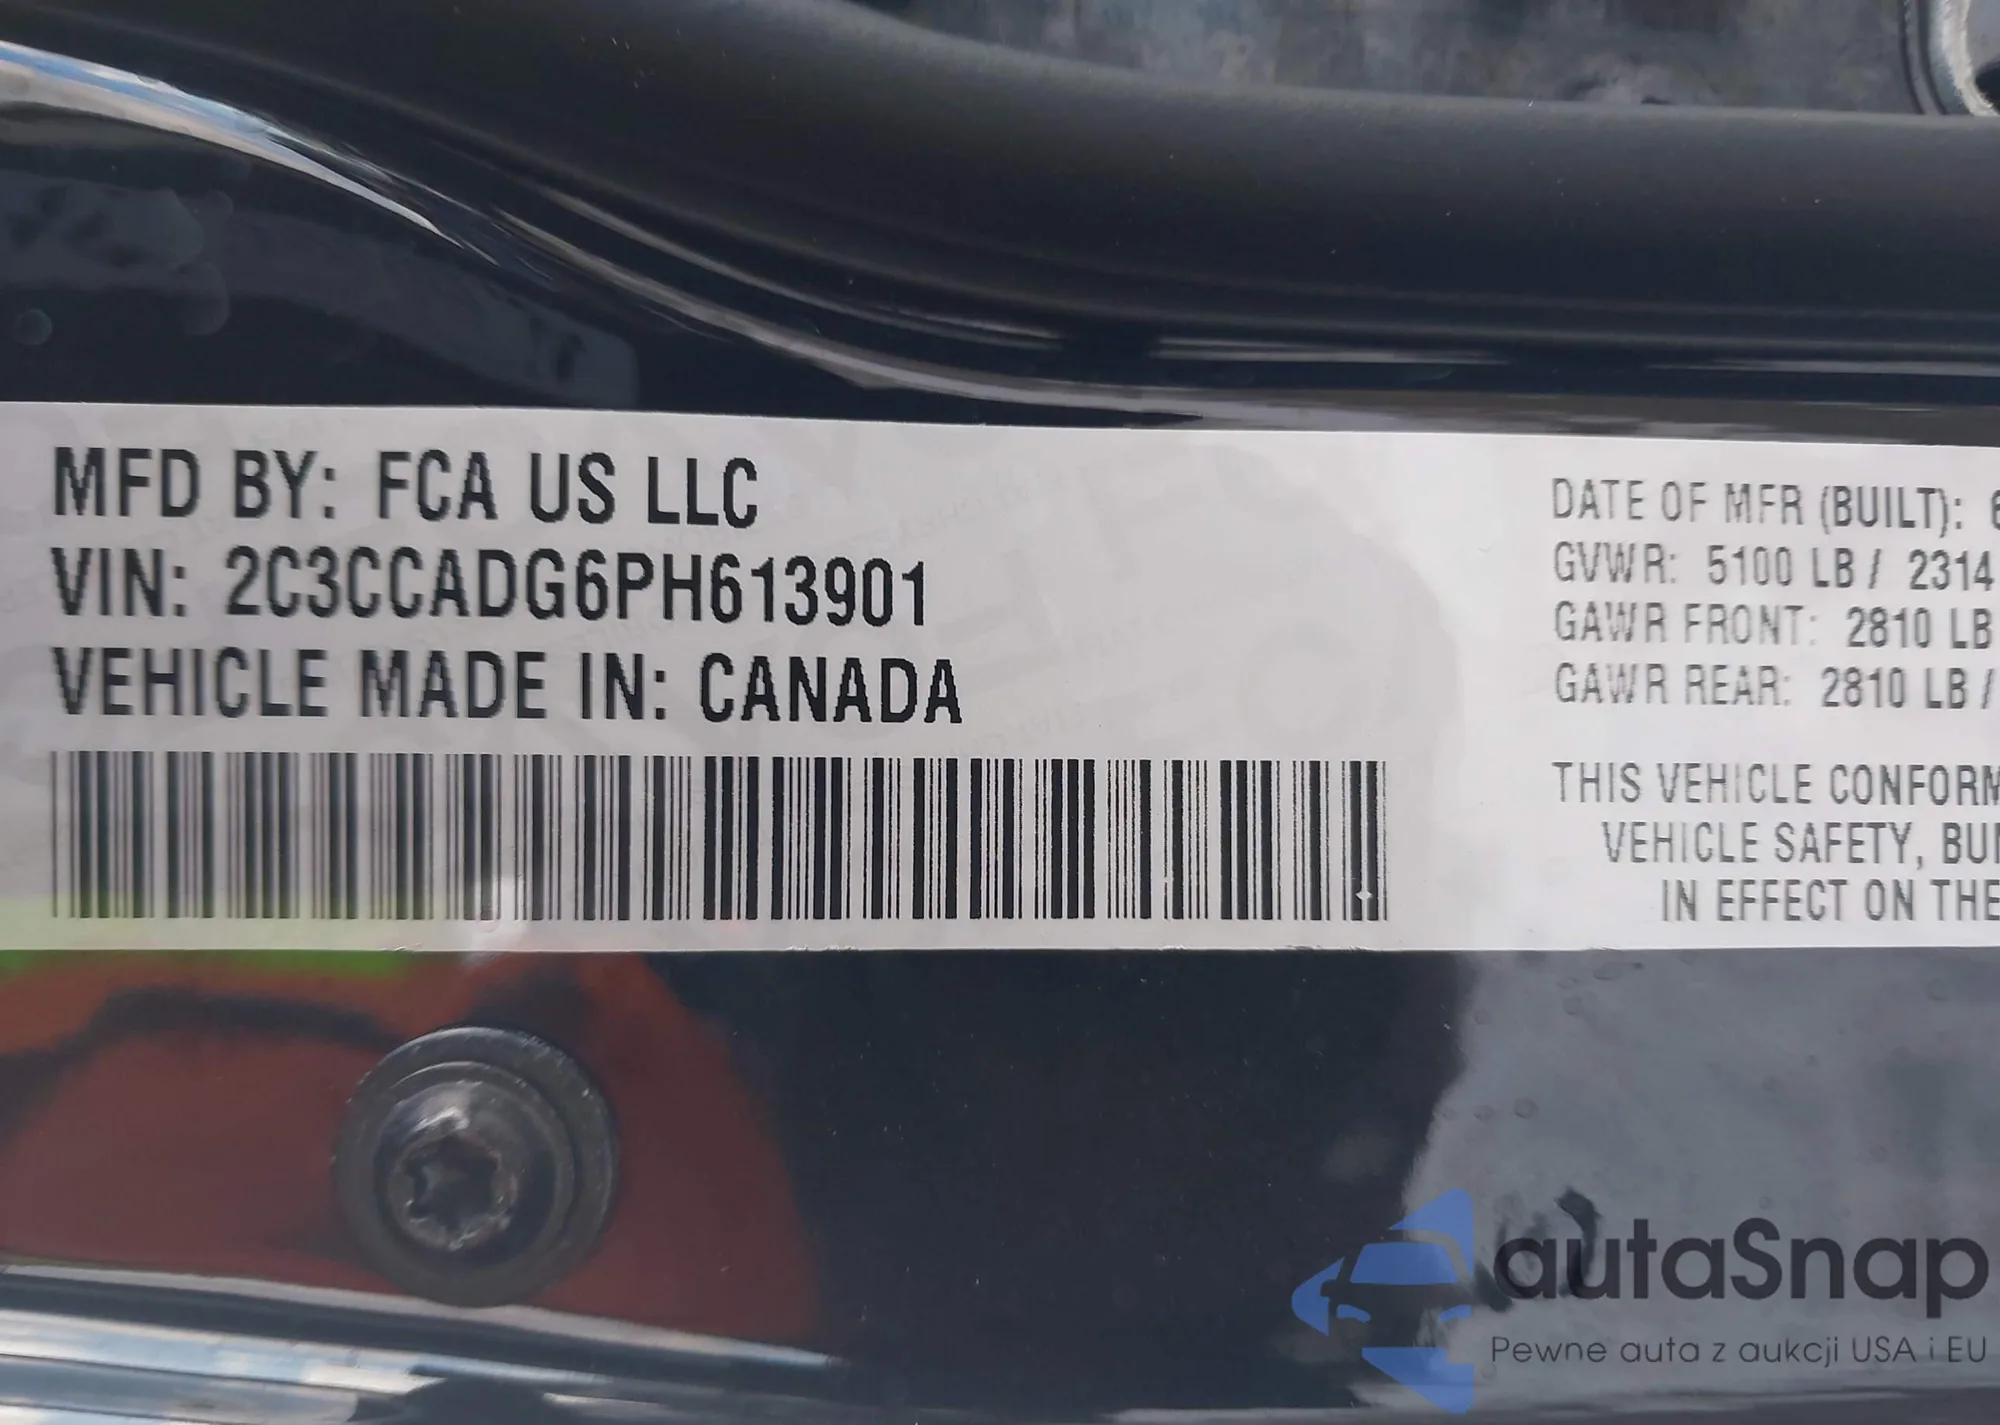 MFD BY: FCA US LLC
VIN: 2C3CCADG6PH613901
VEHICLE MADE IN: CANADA
DATE OF MFR (BUILT): 6
GVWR: 5100 LB / 2314
GAWR FRONT: 2810 LB
GAWR REAR: 2810 LB /
THIS VEHICLE CONFORM
VEHICLE SAFETY, BUM
IN EFFECT ON THE
autaSnap
Pewne auta z aukcji USA i EU